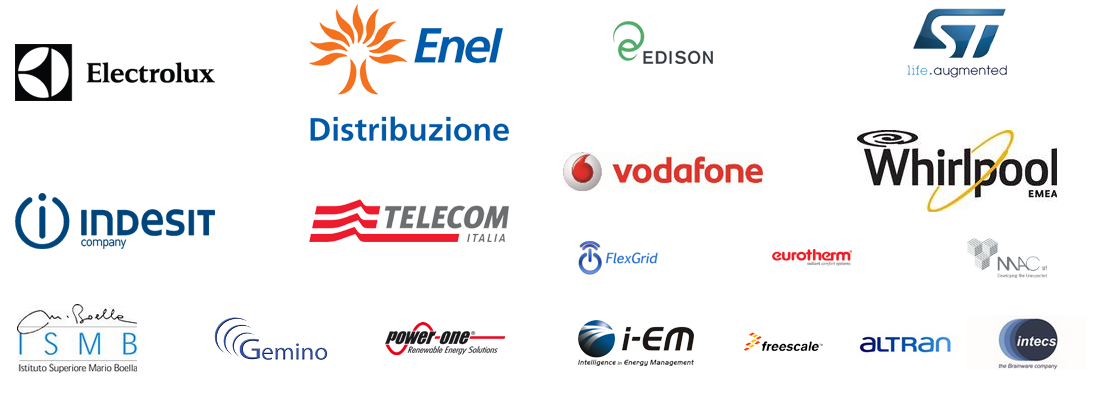 Electrolux
Enel
Distribuzione
EDISON
ST
life.augmented
vodafone
Whirlpool
EMEA
INDESIT
company
TELECOM
ITALIA
FlexGrid
eurotherm
radiant comfort systems
MAC srl
Developing the Unexpected
M. Boella
I S M B
Istituto Superiore Mario Boella
Gemino
power-one®
Renewable Energy Solutions
i-EM
Intelligence in Energy Management
freescale™
ALTRAN
intecs
the Brainware company